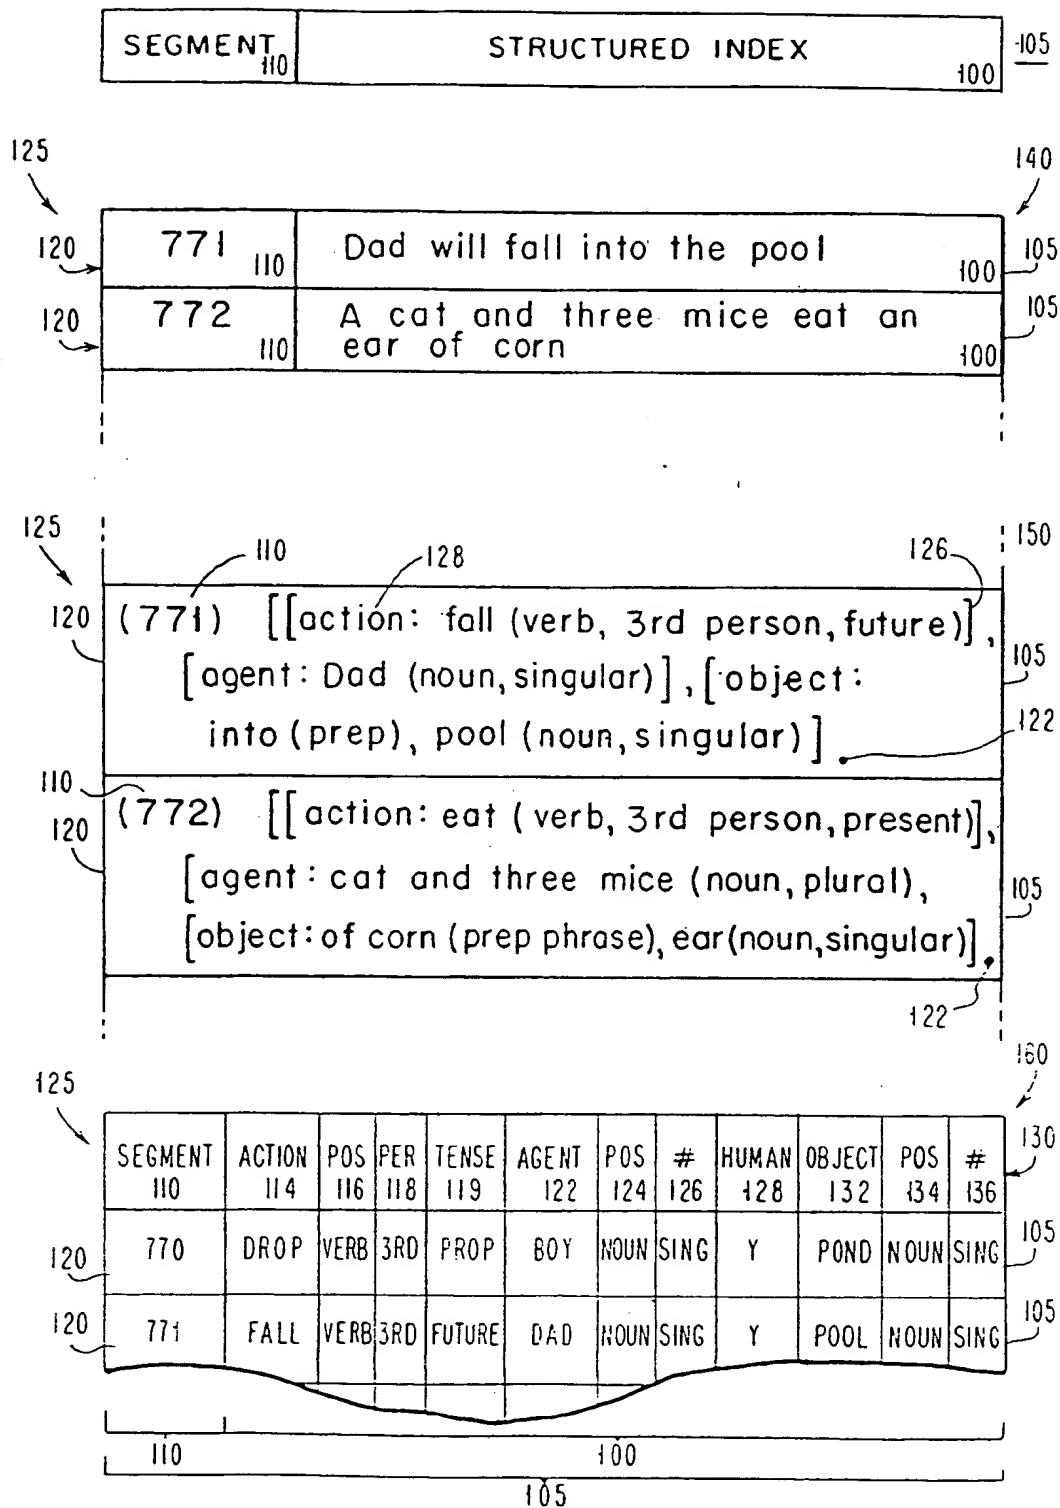 SEGMENT 110 STRUCTURED INDEX 100 105
125 140
120 771 110 Dad will fall into the pool 100 105
120 772 110 A cat and three mice eat an 105
ear of corn 100
125 110 128 126 150
120 (771) [[action: fall (verb, 3rd person, future)],
[agent: Dad (noun, singular)], [object: 105
into (prep), pool (noun, singular)] 122
110
120 (772) [[action: eat (verb, 3rd person, present)],
[agent: cat and three mice (noun, plural), 105
[object: of corn (prep phrase), ear (noun, singular)]
122
125 160
SEGMENT ACTION POS PER TENSE AGENT POS # HUMAN OBJECT POS # 130
110 114 116 118 119 122 124 126 128 132 134 136
120 770 DROP VERB 3RD PROP BOY NOUN SING Y POND NOUN SING 105
120 771 FALL VERB 3RD FUTURE DAD NOUN SING Y POOL NOUN SING 105
110 100
105